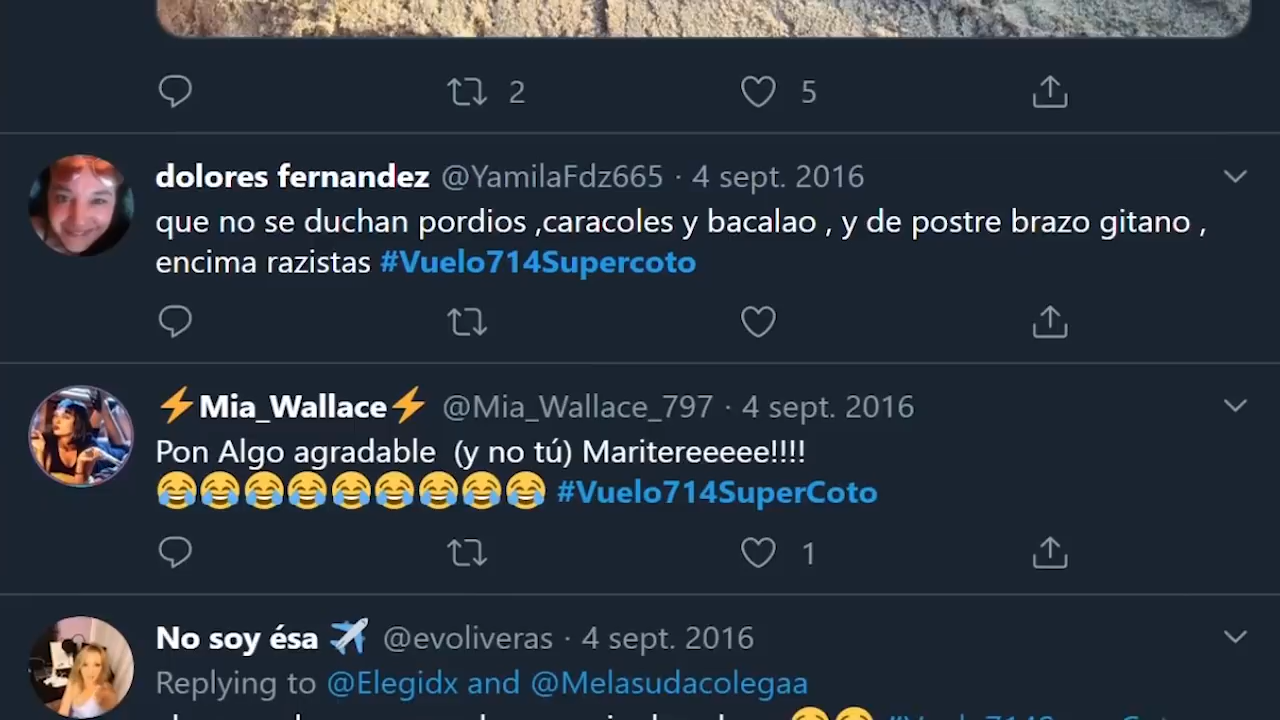 2
5
dolores fernandez @YamilaFdz665 · 4 sept. 2016
que no se duchan pordios ,caracoles y bacalao , y de postre brazo gitano ,
encima razistas #Vuelo714Supercoto
⚡Mia_Wallace⚡ @Mia_Wallace_797 · 4 sept. 2016
Pon Algo agradable (y no tú) Maritereeeee!!!!
😂😂😂😂😂😂😂😂😂 #Vuelo714SuperCoto
1
No soy ésa ✈️ @evoliveras · 4 sept. 2016
Replying to @Elegidx and @Melasudacolegaa